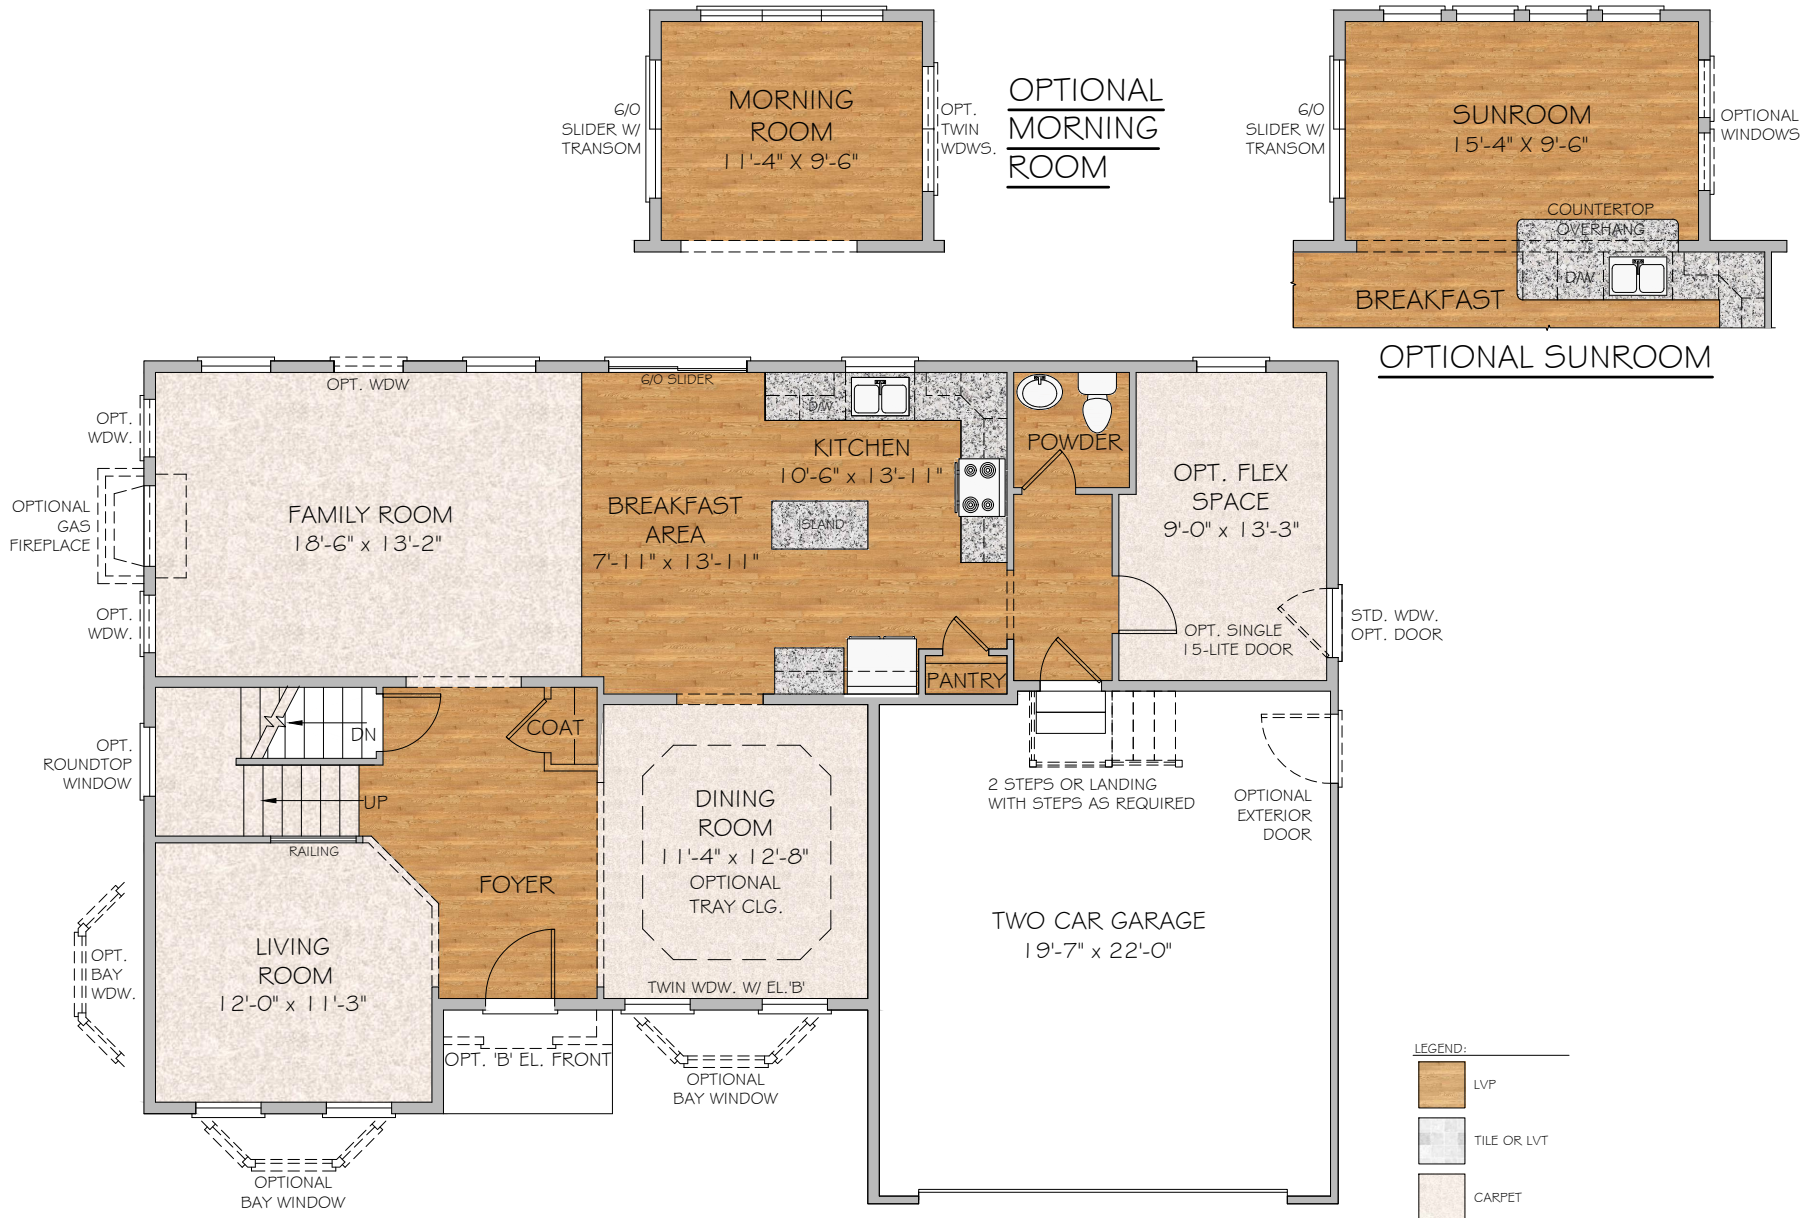 MORNING
ROOM
11'-4" X 9'-6"
6/0
SLIDER W/
TRANSOM
OPT.
TWIN
WDWS.
OPTIONAL
MORNING
ROOM
SUNROOM
15'-4" X 9'-6"
6/0
SLIDER W/
TRANSOM
OPTIONAL
WINDOWS
COUNTERTOP
OVERHANG
D/W
BREAKFAST
OPTIONAL SUNROOM
OPT. WDW
6/0 SLIDER
OPT.
WDW.
OPTIONAL
GAS
FIREPLACE
OPT.
WDW.
FAMILY ROOM
18'-6" x 13'-2"
BREAKFAST
AREA
7'-11" x 13'-11"
D/W
KITCHEN
10'-6" x 13'-11"
ISLAND
PANTRY
POWDER
OPT. FLEX
SPACE
9'-0" x 13'-3"
OPT. SINGLE
15-LITE DOOR
STD. WDW.
OPT. DOOR
OPT.
ROUNDTOP
WINDOW
DN
UP
RAILING
COAT
FOYER
DINING
ROOM
11'-4" x 12'-8"
OPTIONAL
TRAY CLG.
TWIN WDW. W/ EL.'B'
2 STEPS OR LANDING
WITH STEPS AS REQUIRED
OPTIONAL
EXTERIOR
DOOR
TWO CAR GARAGE
19'-7" x 22'-0"
LIVING
ROOM
12'-0" x 11'-3"
OPT.
BAY
WDW.
OPT. 'B' EL. FRONT
OPTIONAL
BAY WINDOW
OPTIONAL
BAY WINDOW
LEGEND:
LVP
TILE OR LVT
CARPET